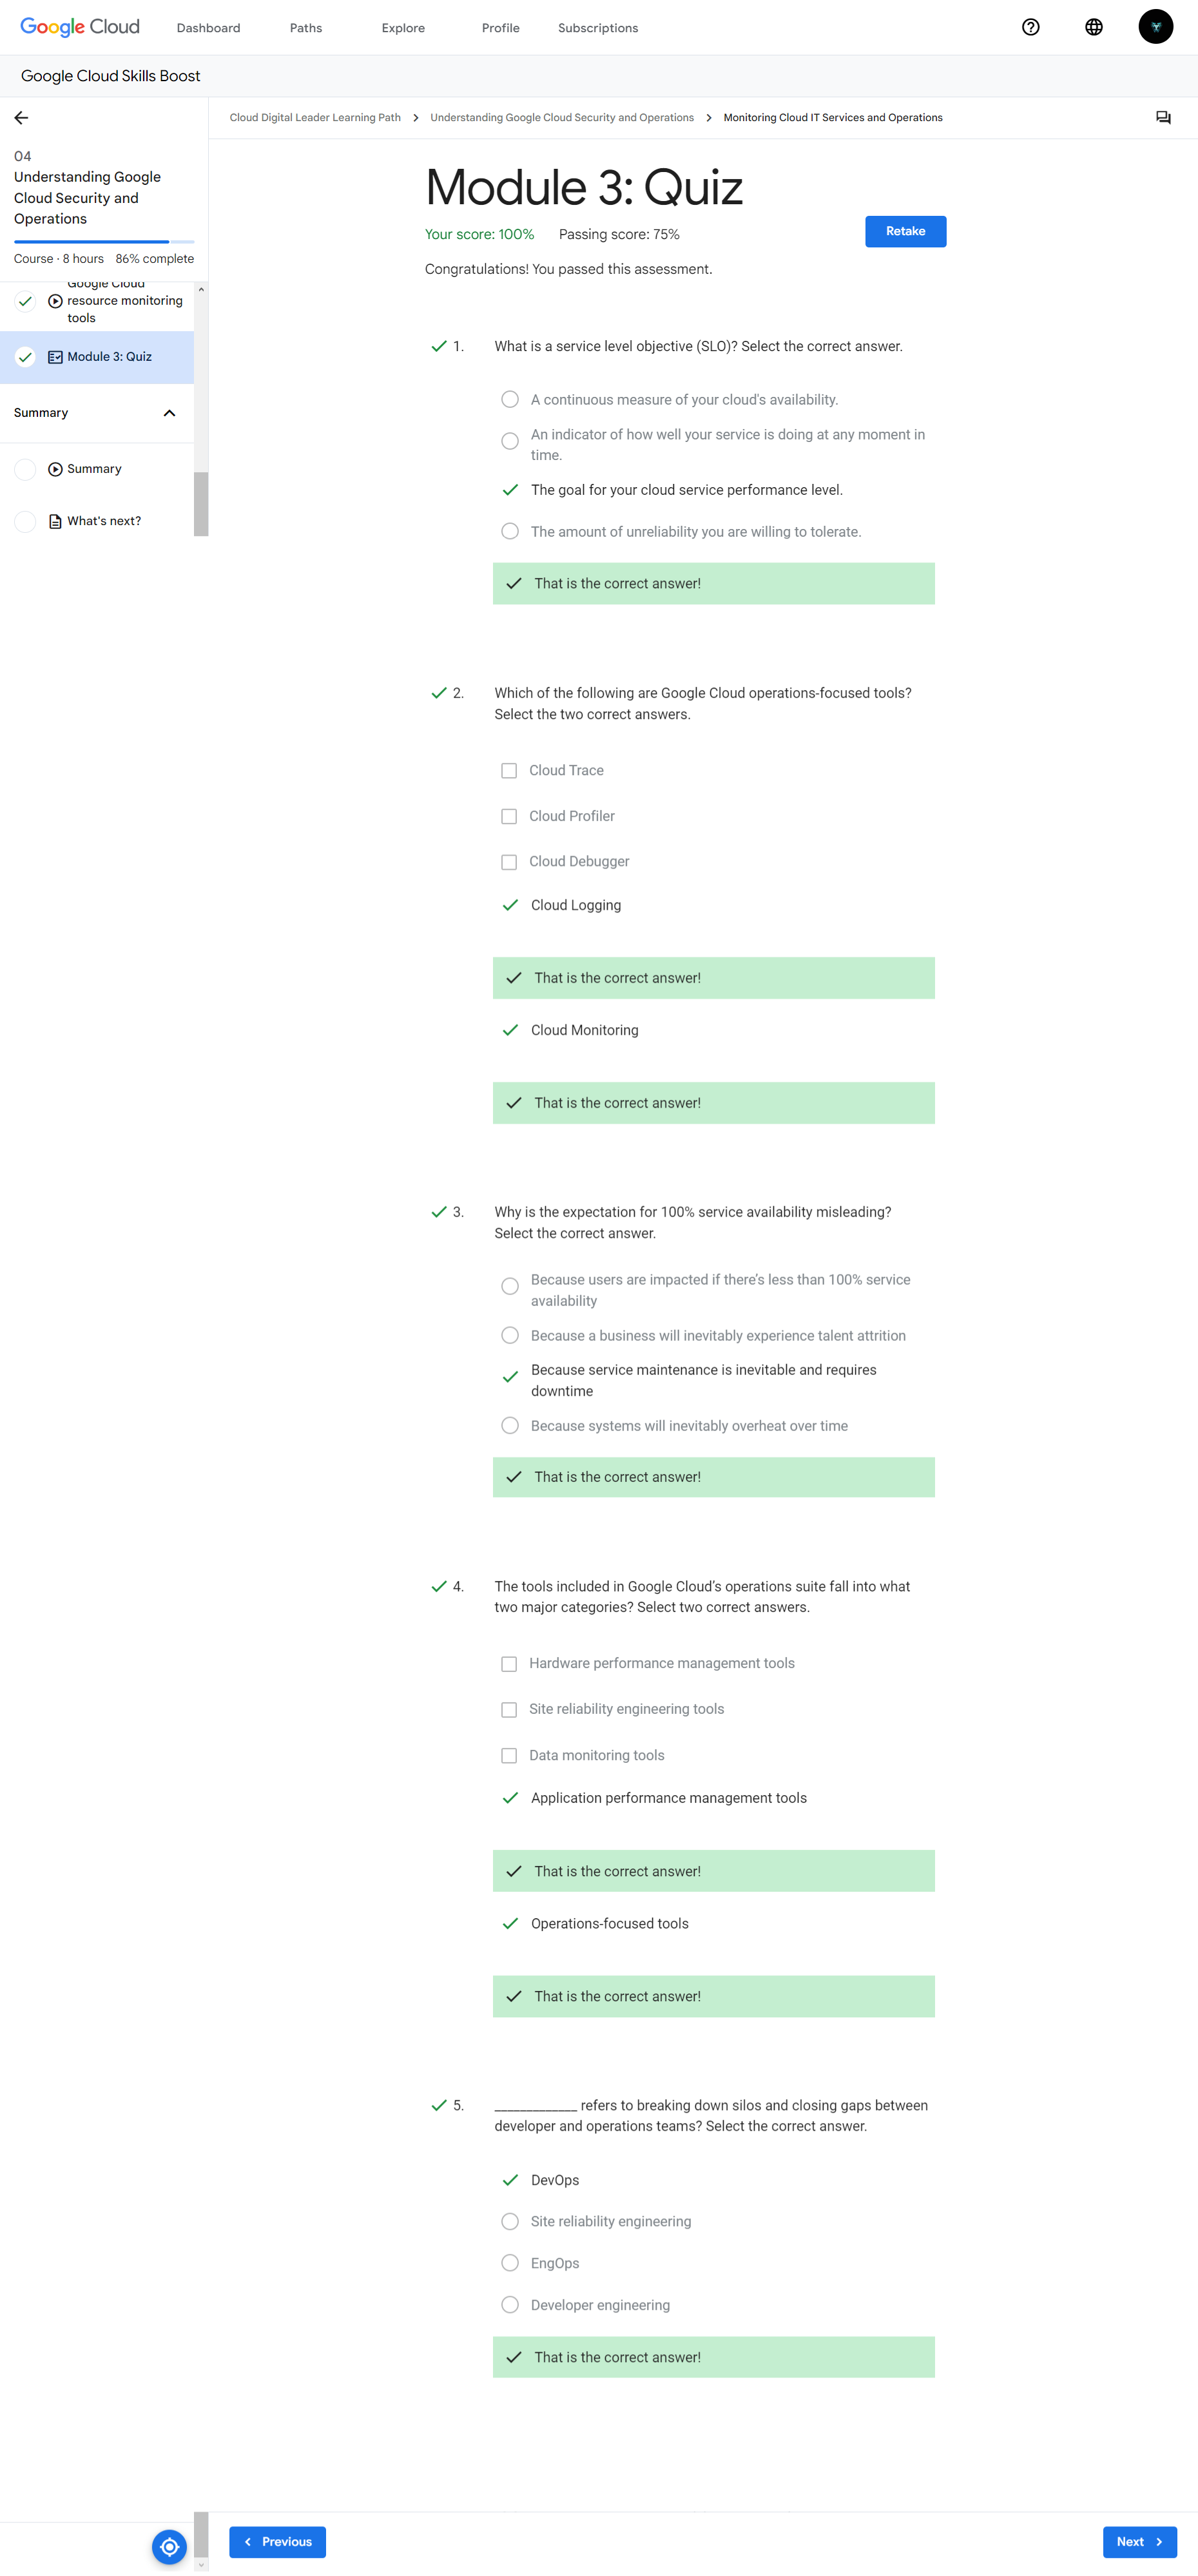 Google Cloud Dashboard Paths Explore Profile Subscriptions
Google Cloud Skills Boost
Cloud Digital Leader Learning Path > Understanding Google Cloud Security and Operations > Monitoring Cloud IT Services and Operations
04
Understanding Google
Cloud Security and
Operations
Course · 8 hours 86% complete
Google Cloud
resource monitoring
tools
Module 3: Quiz
Summary
Summary
What's next?
Module 3: Quiz
Your score: 100% Passing score: 75%
Retake
Congratulations! You passed this assessment.
1. What is a service level objective (SLO)? Select the correct answer.
A continuous measure of your cloud's availability.
An indicator of how well your service is doing at any moment in
time.
The goal for your cloud service performance level.
The amount of unreliability you are willing to tolerate.
That is the correct answer!
2. Which of the following are Google Cloud operations-focused tools?
Select the two correct answers.
Cloud Trace
Cloud Profiler
Cloud Debugger
Cloud Logging
That is the correct answer!
Cloud Monitoring
That is the correct answer!
3. Why is the expectation for 100% service availability misleading?
Select the correct answer.
Because users are impacted if there's less than 100% service
availability
Because a business will inevitably experience talent attrition
Because service maintenance is inevitable and requires
downtime
Because systems will inevitably overheat over time
That is the correct answer!
4. The tools included in Google Cloud's operations suite fall into what
two major categories? Select two correct answers.
Hardware performance management tools
Site reliability engineering tools
Data monitoring tools
Application performance management tools
That is the correct answer!
Operations-focused tools
That is the correct answer!
5. ____________ refers to breaking down silos and closing gaps between
developer and operations teams? Select the correct answer.
DevOps
Site reliability engineering
EngOps
Developer engineering
That is the correct answer!
Previous
Next